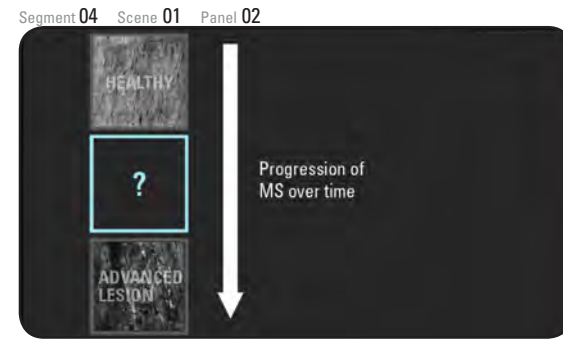 Segment 04 Scene 01 Panel 02
HEALTHY
?
Progression of
MS over time
ADVANCED
LESION